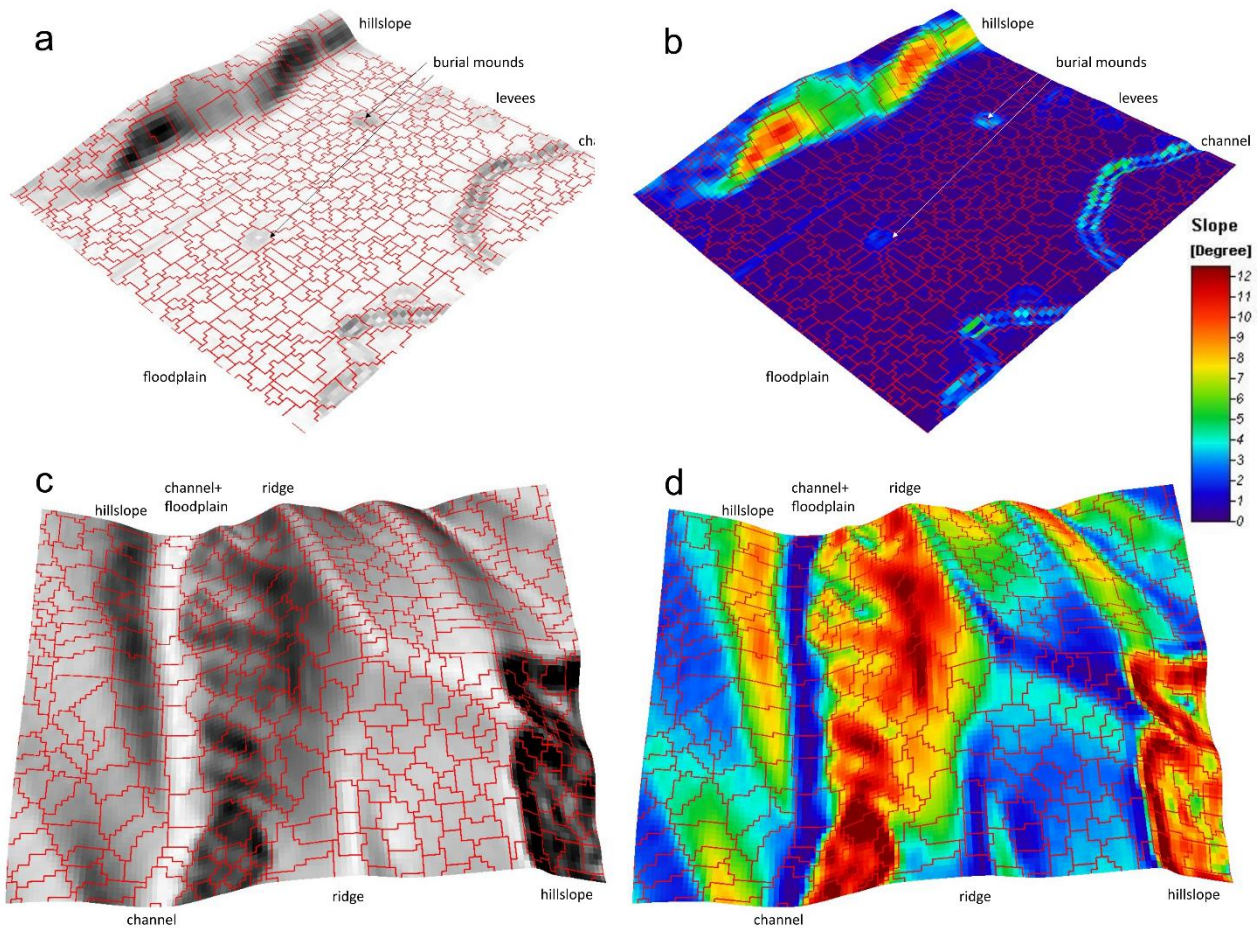 a
hillslope
burial mounds
levees
cha
floodplain
b
hillslope
burial mounds
levees
channel
floodplain
Slope
[Degree]
12
11
10
9
8
7
6
5
4
3
2
1
0
c
hillslope
channel+
floodplain
ridge
channel
ridge
hillslope
d
hillslope
channel+
floodplain
ridge
channel
ridge
hillslope